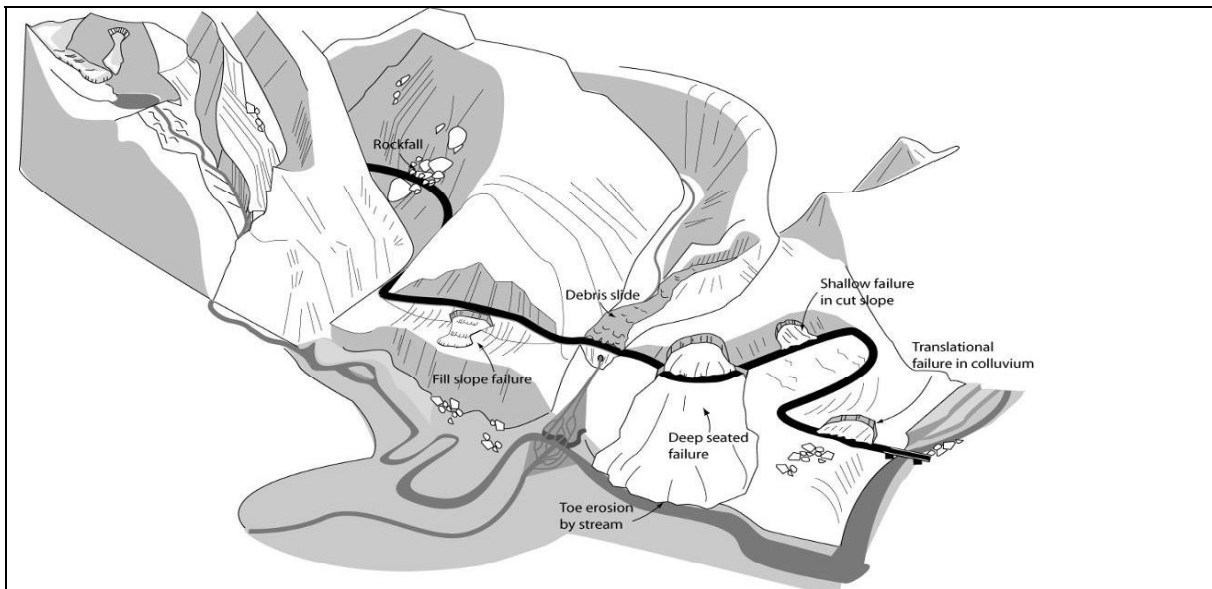 Rockfall
Debris slide
Shallow failure
in cut slope
Translational
failure in colluvium
Fill slope failure
Deep seated
failure
Toe erosion
by stream